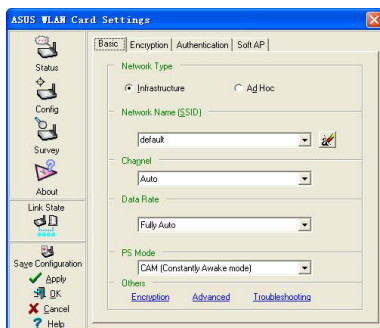 ASUS WLAN Card Settings
Status
Config
Survey
About
Link State
Save Configuration
Apply
OK
Cancel
Help
Basic
Encryption
Authentication
Soft AP
Network Type
Infrastructure
Ad Hoc
Network Name (SSID)
default
Channel
Auto
Data Rate
Fully Auto
PS Mode
CAM (Constantly Awake mode)
Others
Encryption
Advanced
Troubleshooting